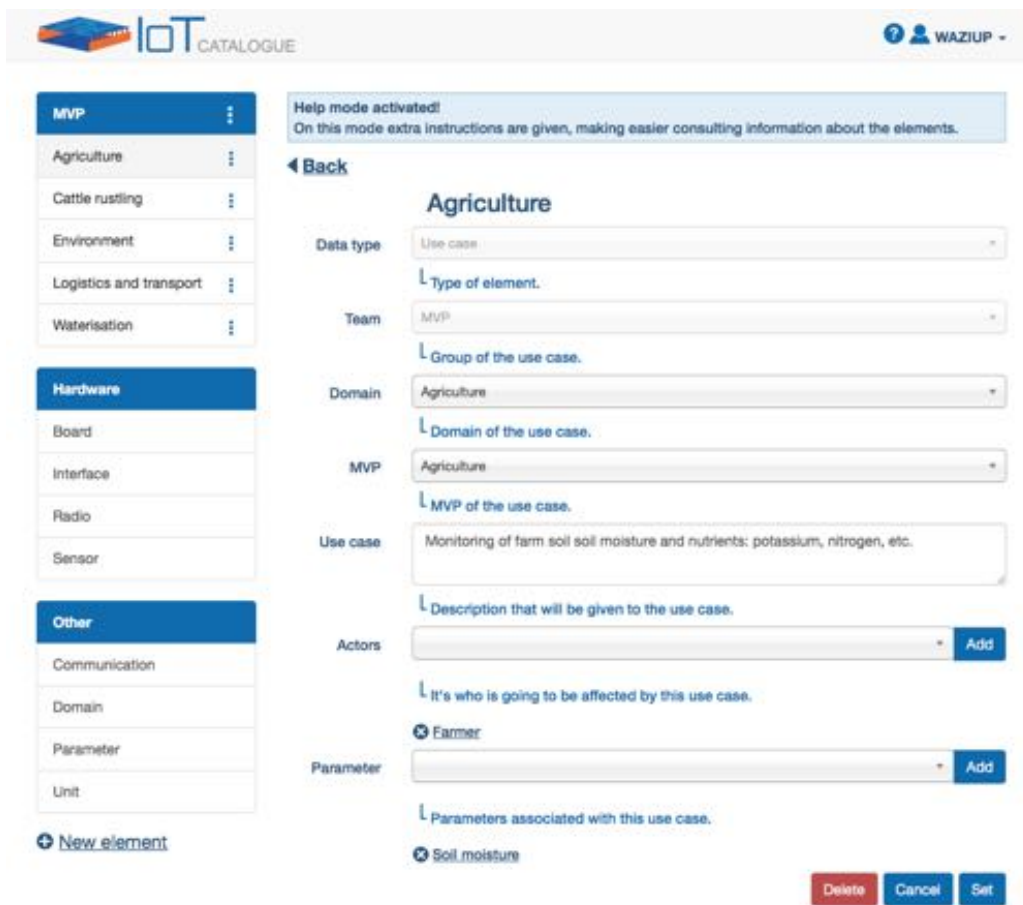 IoT CATALOGUE
WAZIUP
MVP
Agriculture
Cattle rustling
Environment
Logistics and transport
Waterisation
Hardware
Board
Interface
Radio
Sensor
Other
Communication
Domain
Parameter
Unit
New element
Help mode activated!
On this mode extra instructions are given, making easier consulting information about the elements.
Back
Agriculture
Data type Use case
Type of element.
Team MVP
Group of the use case.
Domain Agriculture
Domain of the use case.
MVP Agriculture
MVP of the use case.
Use case Monitoring of farm soil soil moisture and nutrients: potassium, nitrogen, etc.
Description that will be given to the use case.
Actors Add
It's who is going to be affected by this use case.
Farmer
Parameter Add
Parameters associated with this use case.
Soil moisture
Delete Cancel Set